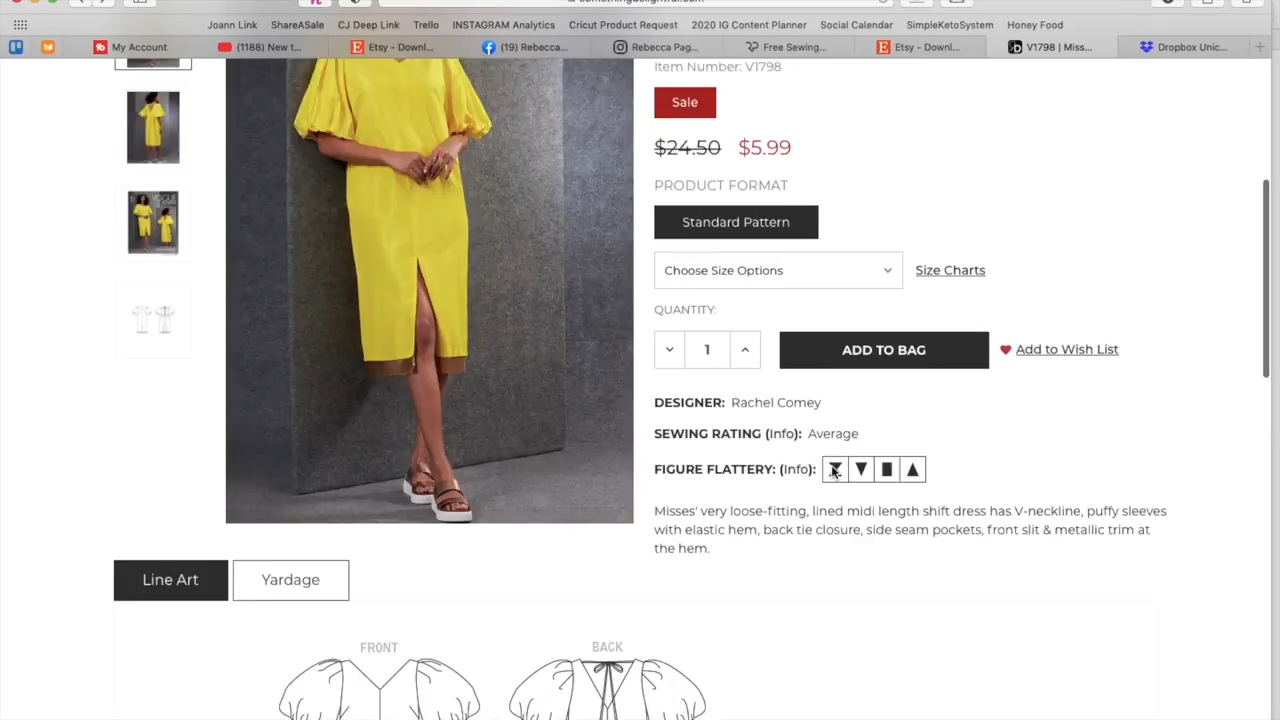 Joann Link ShareASale CJ Deep Link Trello INSTAGRAM Analytics Cricut Product Request 2020 IG Content Planner Social Calendar SimpleKetoSystem Honey Food
My Account (1188) New t... Etsy - Downl... (19) Rebecca... Rebecca Pag... Free Sewing... Etsy - Downl... V1798 | Miss... Dropbox Unic...
Item Number: V1798
Sale
$24.50 $5.99
PRODUCT FORMAT
Standard Pattern
Choose Size Options Size Charts
QUANTITY:
1 ADD TO BAG Add to Wish List
DESIGNER: Rachel Comey
SEWING RATING (Info): Average
FIGURE FLATTERY: (Info):
Misses' very loose-fitting, lined midi length shift dress has V-neckline, puffy sleeves
with elastic hem, back tie closure, side seam pockets, front slit & metallic trim at
the hem.
Line Art Yardage
FRONT BACK